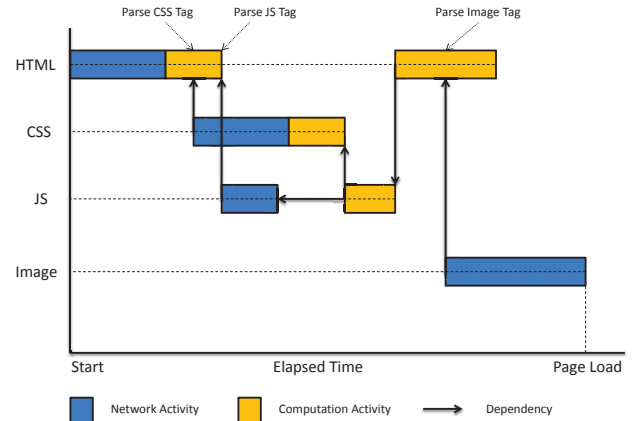 Parse CSS Tag
Parse JS Tag
Parse Image Tag
HTML
CSS
JS
Image
Start
Elapsed Time
Page Load
Network Activity
Computation Activity
Dependency